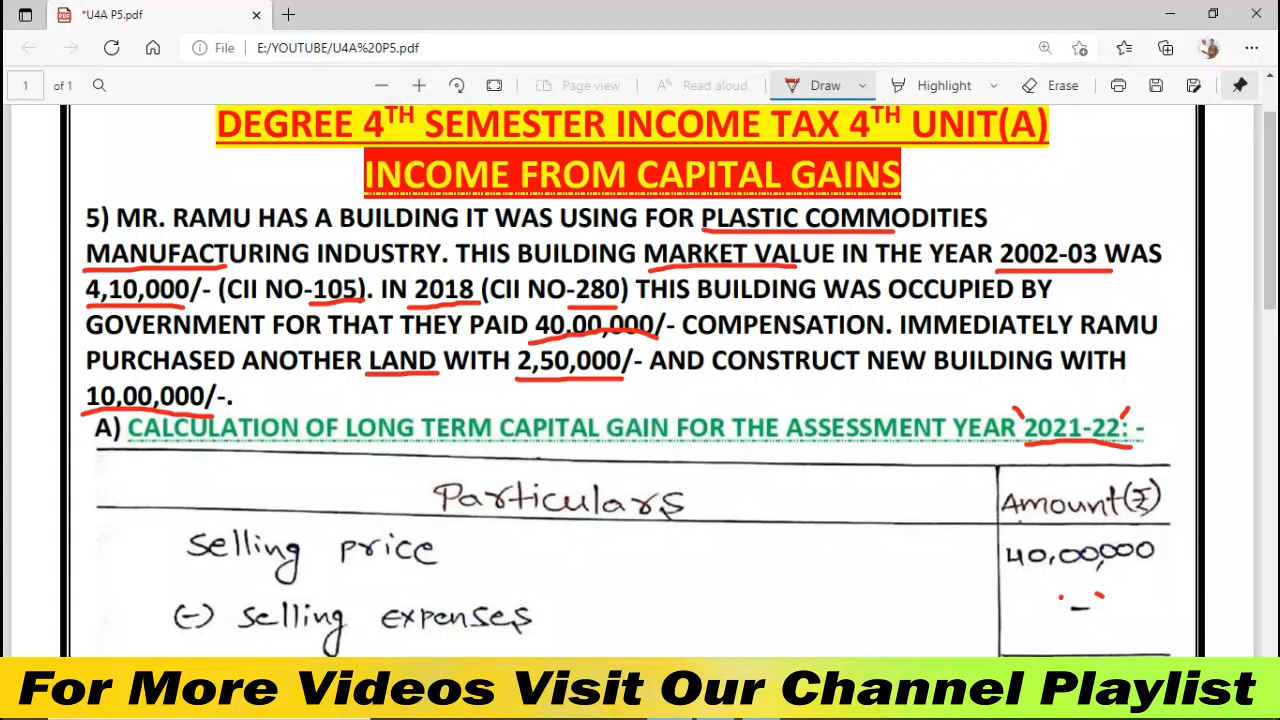 *U4A P5.pdf
File E:/YOUTUBE/U4A%20P5.pdf
1 of 1 Page view Read aloud Draw Highlight Erase
DEGREE 4TH SEMESTER INCOME TAX 4TH UNIT(A)
INCOME FROM CAPITAL GAINS
5) MR. RAMU HAS A BUILDING IT WAS USING FOR PLASTIC COMMODITIES
MANUFACTURING INDUSTRY. THIS BUILDING MARKET VALUE IN THE YEAR 2002-03 WAS
4,10,000/- (CII NO-105). IN 2018 (CII NO-280) THIS BUILDING WAS OCCUPIED BY
GOVERNMENT FOR THAT THEY PAID 40.00,000/- COMPENSATION. IMMEDIATELY RAMU
PURCHASED ANOTHER LAND WITH 2,50,000/- AND CONSTRUCT NEW BUILDING WITH
10,00,000/-.
A) CALCULATION OF LONG TERM CAPITAL GAIN FOR THE ASSESSMENT YEAR 2021-22: -
Particulars Amount(₹)
Selling price 40,00,000
(-) selling expenses -
For More Videos Visit Our Channel Playlist